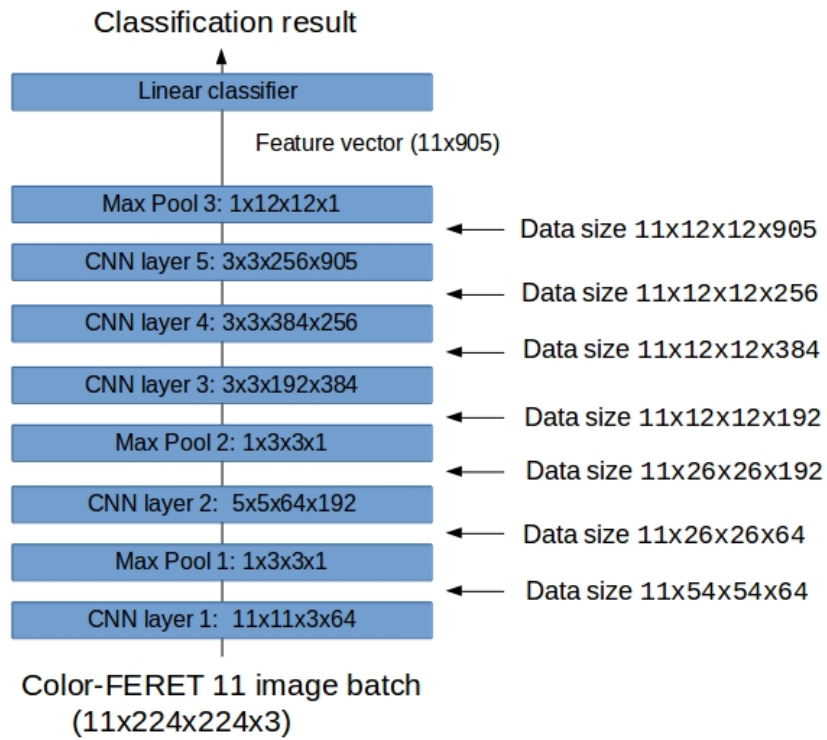 Classification result
Linear classifier
Feature vector (11x905)
Max Pool 3: 1x12x12x1
Data size 11x12x12x905
CNN layer 5: 3x3x256x905
Data size 11x12x12x256
CNN layer 4: 3x3x384x256
Data size 11x12x12x384
CNN layer 3: 3x3x192x384
Data size 11x12x12x192
Max Pool 2: 1x3x3x1
Data size 11x26x26x192
CNN layer 2: 5x5x64x192
Data size 11x26x26x64
Max Pool 1: 1x3x3x1
Data size 11x54x54x64
CNN layer 1: 11x11x3x64
Color-FERET 11 image batch
(11x224x224x3)